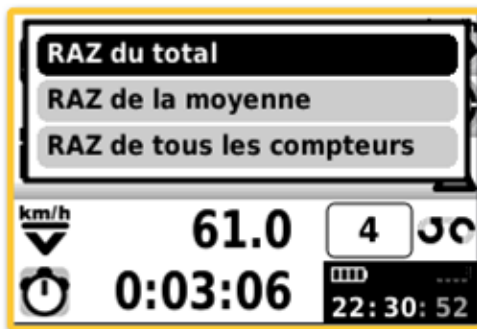 RAZ du total
RAZ de la moyenne
RAZ de tous les compteurs
km/h
61.0
4
0:03:06
22:30:52